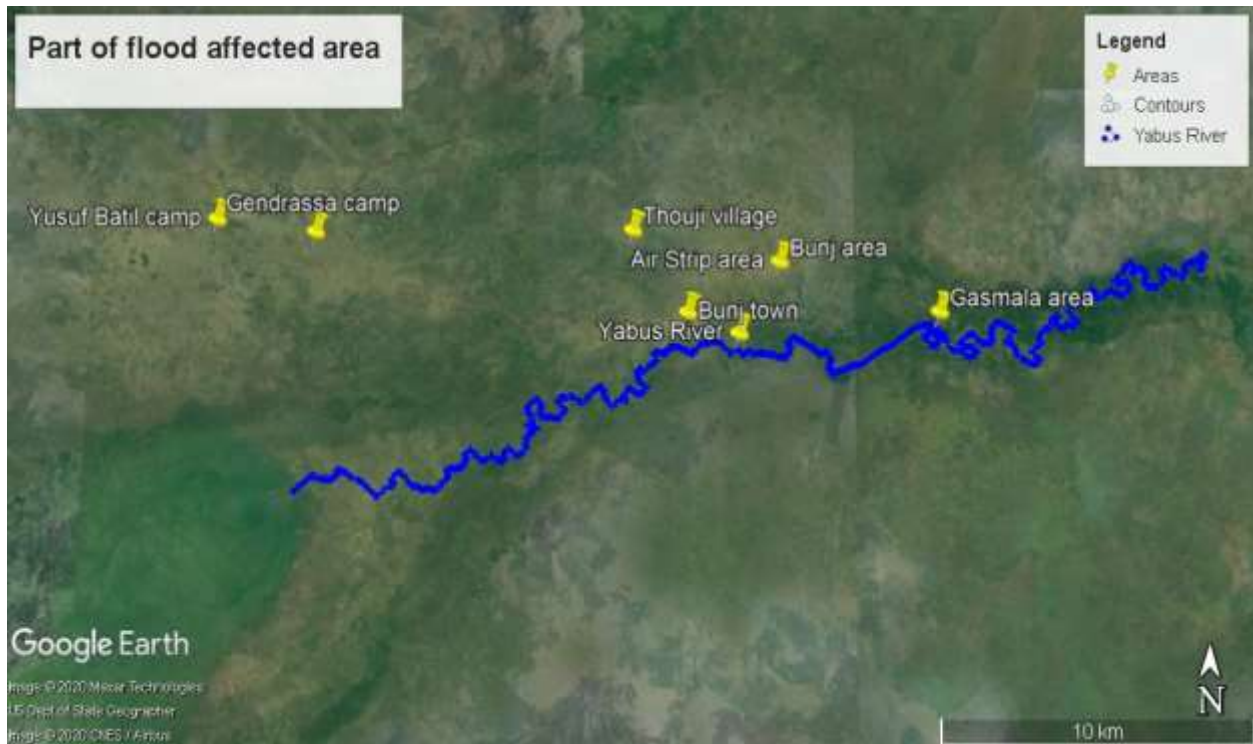 Part of flood affected area
Legend
Areas
Contours
Yabus River
Gendrassa camp
Yusuf Batil camp
Thouji village
Bunj area
Air Strip area
Gasmala area
Bunj town
Yabus River
Google Earth
Image © 2020 Maxar Technologies
US Dept of State Geographer
Image © 2020 CNES / Airbus
N
10 km